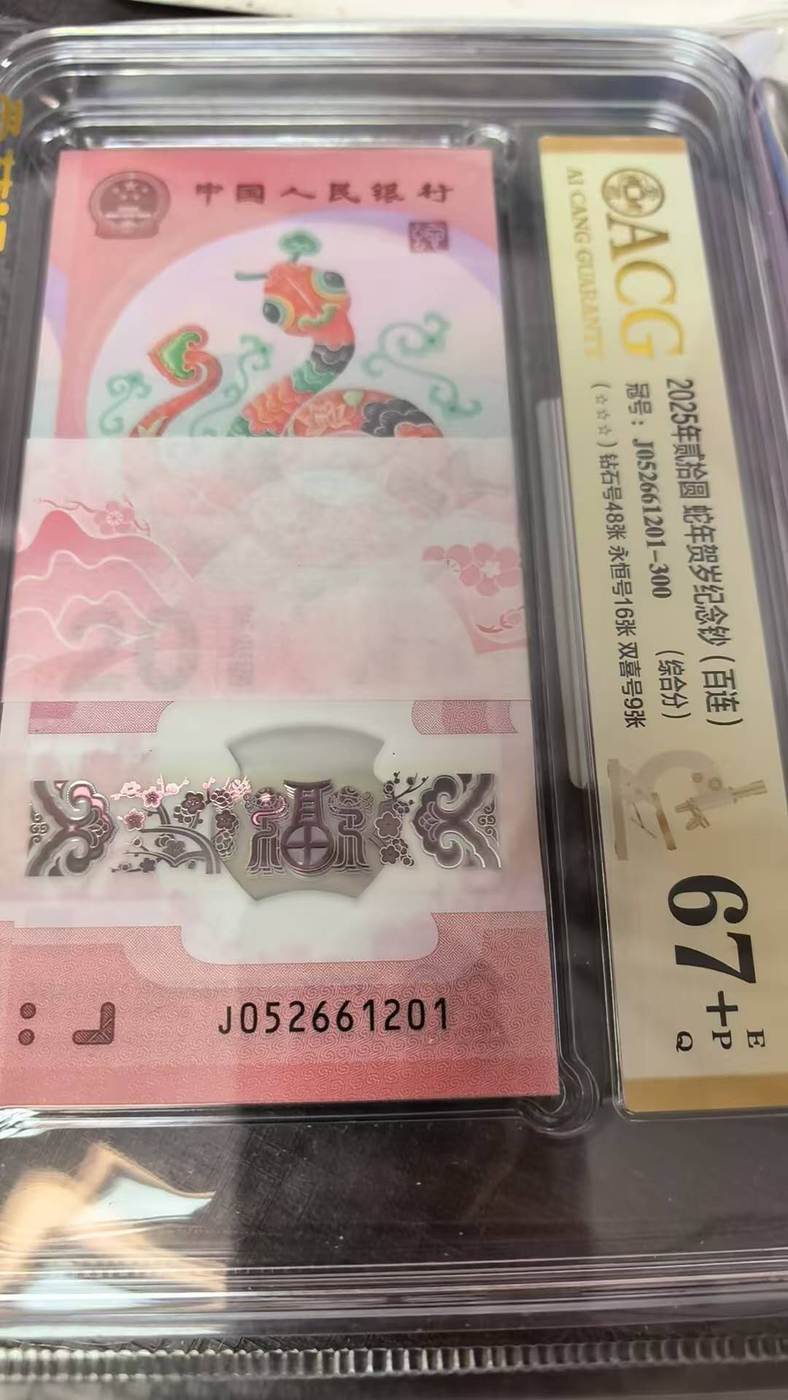 中国人民银行
J052661201
ACG
AI CANG GUARANTY
2025年贰拾圆 蛇年贺岁纪念钞（百连）
冠号：J052661201-300 （综合分）
（☆☆☆）钻石号48张 永恒号16张 双喜号9张
67+
E
P
Q